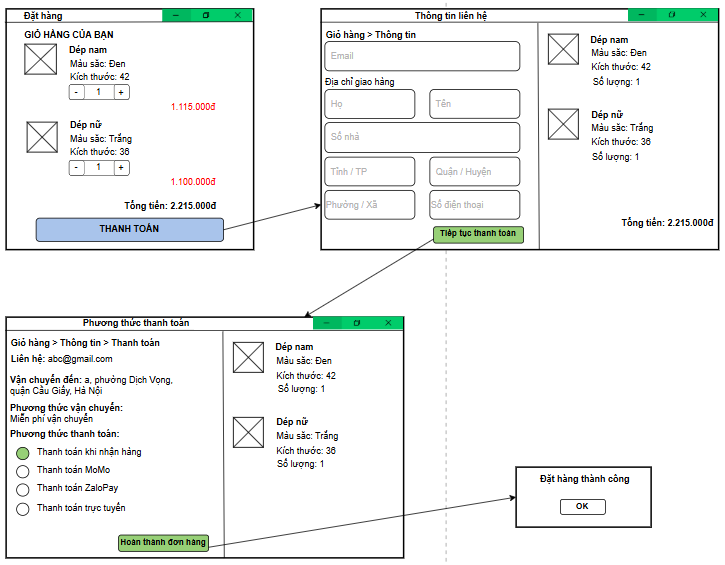 Đặt hàng
GIỎ HÀNG CỦA BẠN
Dép nam
Màu sắc: Đen
Kích thước: 42
- 1 +
1.115.000đ
Dép nữ
Màu sắc: Trắng
Kích thước: 36
- 1 +
1.100.000đ
Tổng tiền: 2.215.000đ
THANH TOÁN
Thông tin liên hệ
Giỏ hàng > Thông tin
Email
Địa chỉ giao hàng
Họ
Tên
Số nhà
Tỉnh / TP
Quận / Huyện
Phường / Xã
Số điện thoại
Tiếp tục thanh toán
Dép nam
Màu sắc: Đen
Kích thước: 42
Số lượng: 1
Dép nữ
Màu sắc: Trắng
Kích thước: 36
Số lượng: 1
Tổng tiền: 2.215.000đ
Phương thức thanh toán
Giỏ hàng > Thông tin > Thanh toán
Liên hệ: abc@gmail.com
Vận chuyển đến: a, phường Dịch Vọng,
quận Cầu Giấy, Hà Nội
Phương thức vận chuyển:
Miễn phí vận chuyển
Phương thức thanh toán:
Thanh toán khi nhận hàng
Thanh toán MoMo
Thanh toán ZaloPay
Thanh toán trực tuyến
Hoàn thành đơn hàng
Dép nam
Màu sắc: Đen
Kích thước: 42
Số lượng: 1
Dép nữ
Màu sắc: Trắng
Kích thước: 36
Số lượng: 1
Đặt hàng thành công
OK